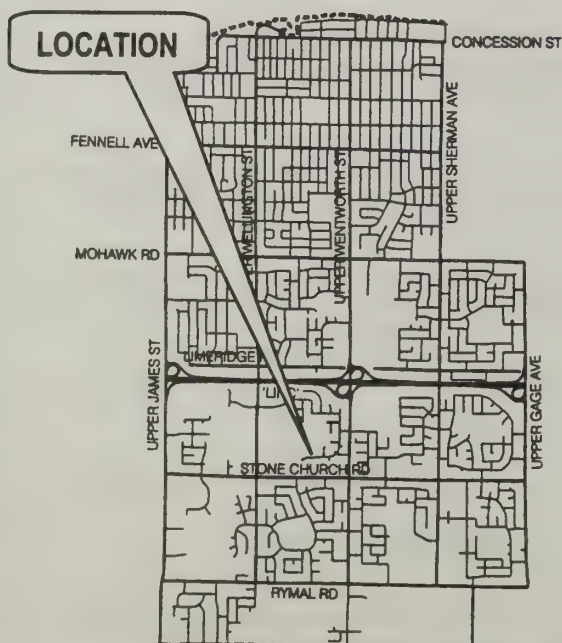 LOCATION
CONCESSION ST
UPPER SHERMAN AVE
FENNELL AVE
WELLINGTON ST
UPPER WENTWORTH ST
MOHAWK RD
LIMERIDGE
UPPER JAMES ST
UPPER GAGE AVE
STONE CHURCH RD
RYMAL RD